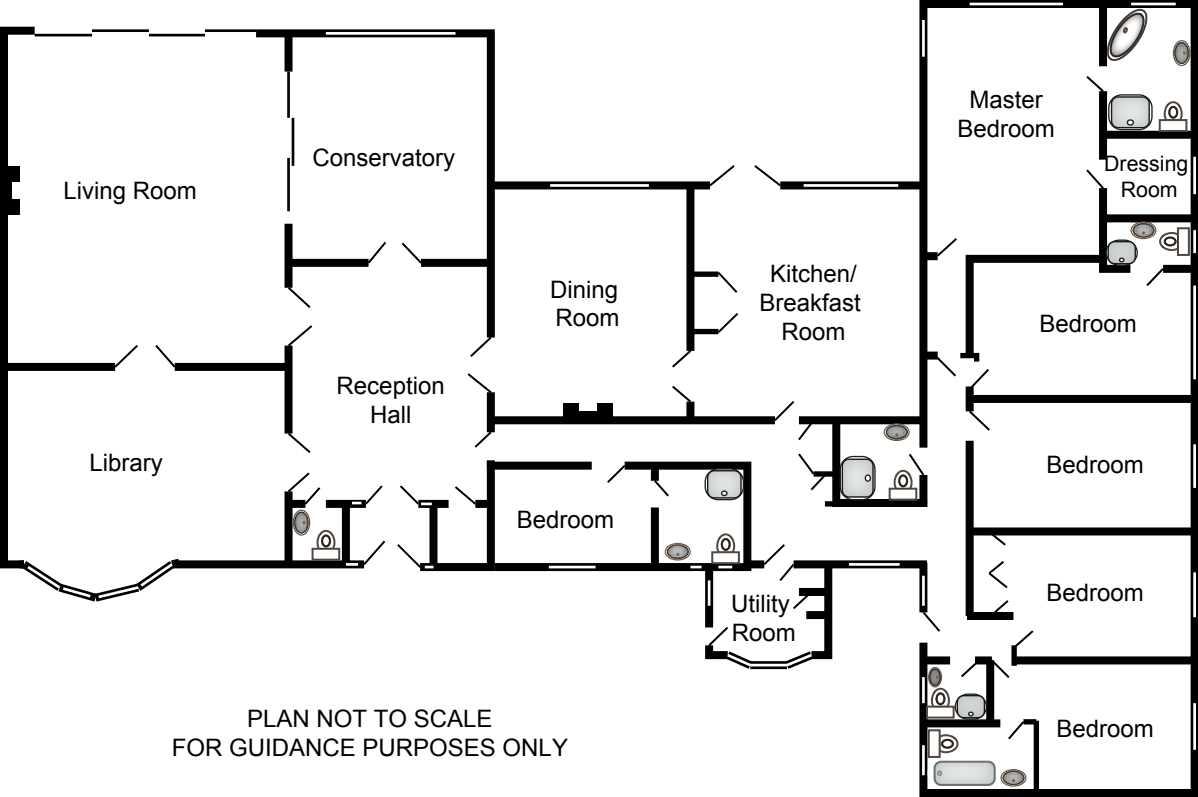 Master
Bedroom
Conservatory
Living Room
Dressing
Room
Dining
Room
Kitchen/
Breakfast
Room
Bedroom
Reception
Hall
Library
Bedroom
Bedroom
Bedroom
Utility
Room
PLAN NOT TO SCALE
FOR GUIDANCE PURPOSES ONLY
Bedroom